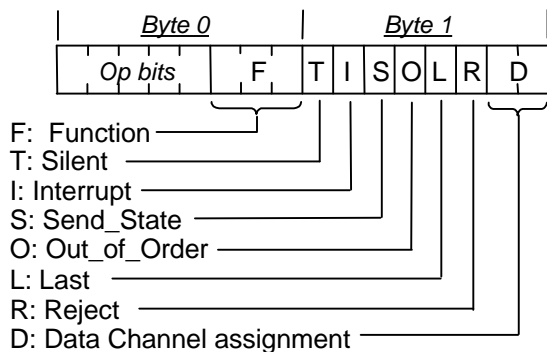 Byte 0 Byte 1
Op bits F T I S O L R D
F: Function
T: Silent
I: Interrupt
S: Send_State
O: Out_of_Order
L: Last
R: Reject
D: Data Channel assignment